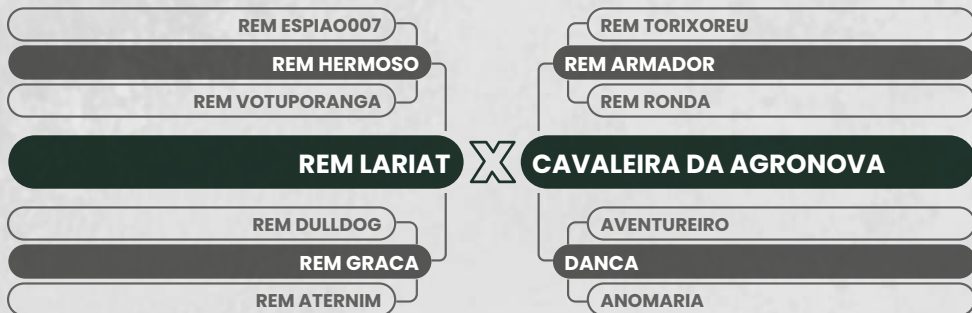 REM ESPIAO007
REM HERMOSO
REM VOTUPORANGA
REM LARIAT X CAVALEIRA DA AGRONOVA
REM DULLDOG
REM GRACA
REM ATERNIM
REM TORIXOREU
REM ARMADOR
REM RONDA
AVENTUREIRO
DANCA
ANOMARIA